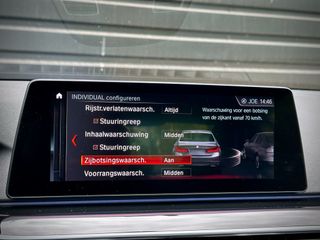 INDIVIDUAL configureren
JOE 14:46
Rijstr.verlatenwaarsch. Altijd
Stuuringreep
Inhaalwaarschuwing Midden
Stuuringreep
Zijbotsingswaarsch. Aan
Voorrangswaarsch. Midden
Waarschuwing voor een botsing
van de zijkant vanaf 70 km/h.